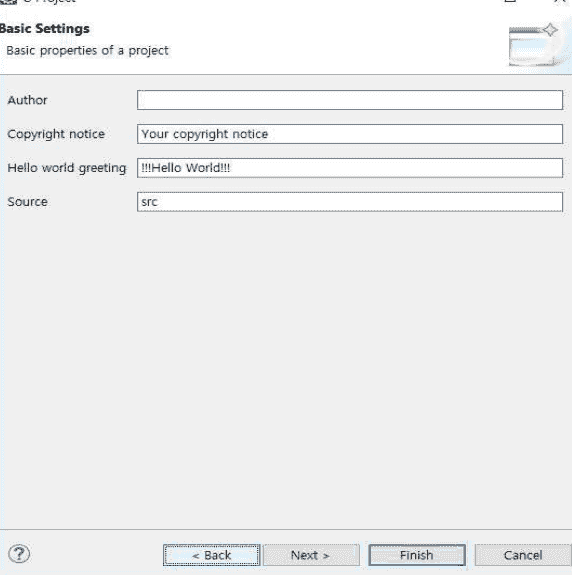 Basic Settings
Basic properties of a project
Author
Copyright notice Your copyright notice
Hello world greeting !!!Hello World!!!
Source src
?
< Back Next > Finish Cancel